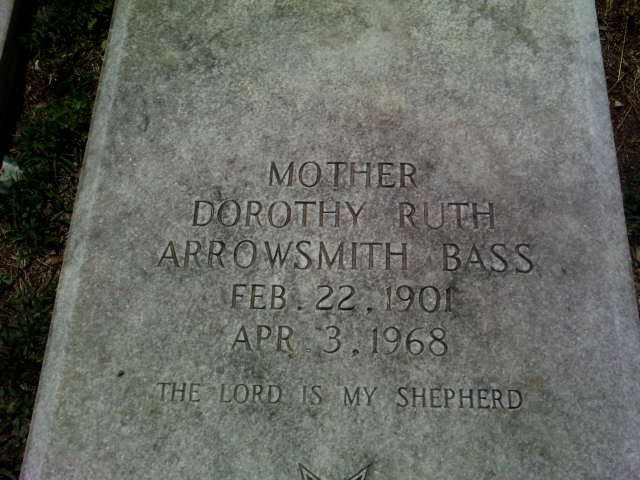 MOTHER
DOROTHY RUTH
ARROWSMITH BASS
FEB. 22, 1901
APR. 3, 1968
THE LORD IS MY SHEPHERD